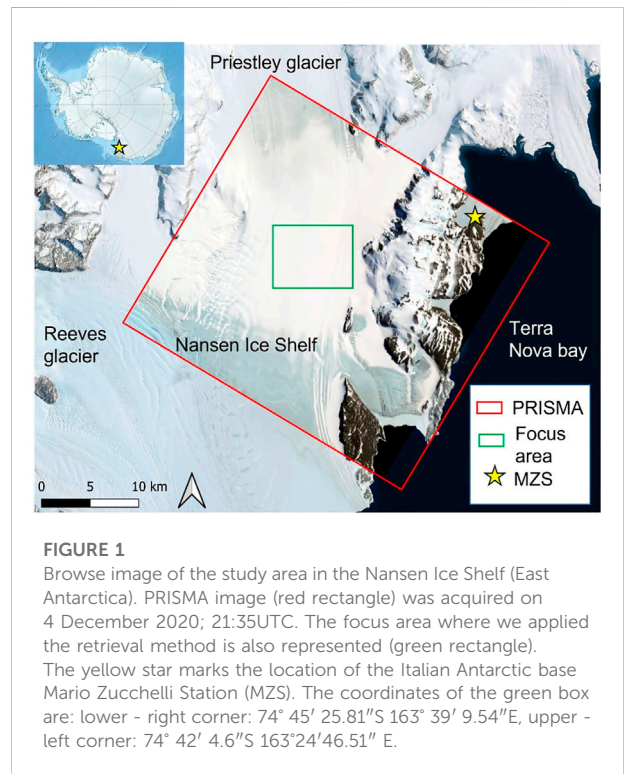 Priestley glacier
Reeves
glacier
Nansen Ice Shelf
Terra
Nova bay
PRISMA
Focus
area
MZS
0 5 10 km
FIGURE 1
Browse image of the study area in the Nansen Ice Shelf (East
Antarctica). PRISMA image (red rectangle) was acquired on
4 December 2020; 21:35UTC. The focus area where we applied
the retrieval method is also represented (green rectangle).
The yellow star marks the location of the Italian Antarctic base
Mario Zucchelli Station (MZS). The coordinates of the green box
are: lower - right corner: 74° 45′ 25.81″S 163° 39′ 9.54″E, upper -
left corner: 74° 42′ 4.6″S 163°24′46.51″ E.